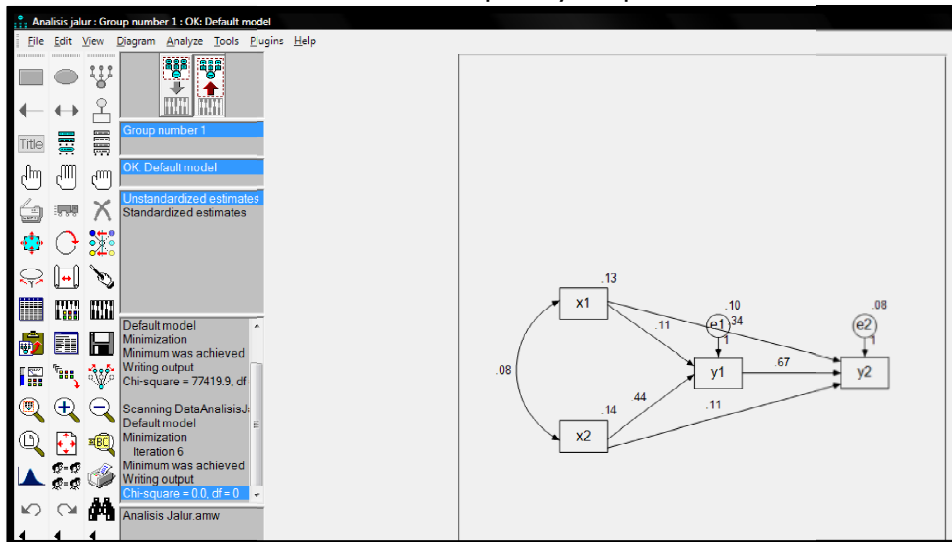 Analisis jalur : Group number 1 : OK: Default model
File Edit View Diagram Analyze Tools Plugins Help
Title
Group number 1
OK: Default model
Unstandardized estimates
Standardized estimates
Default model
Minimization
Minimum was achieved
Writing output
Chi-square = 77419.9, df
Scanning DataAnalisisJ
Default model
Minimization
Iteration 6
Minimum was achieved
Writing output
Chi-square = 0.0, df = 0
Analisis Jalur.amw
.13
x1
.10
e1
.34
1
.08
e2
1
.11
.08
y1
.67
y2
.44
.14
.11
x2